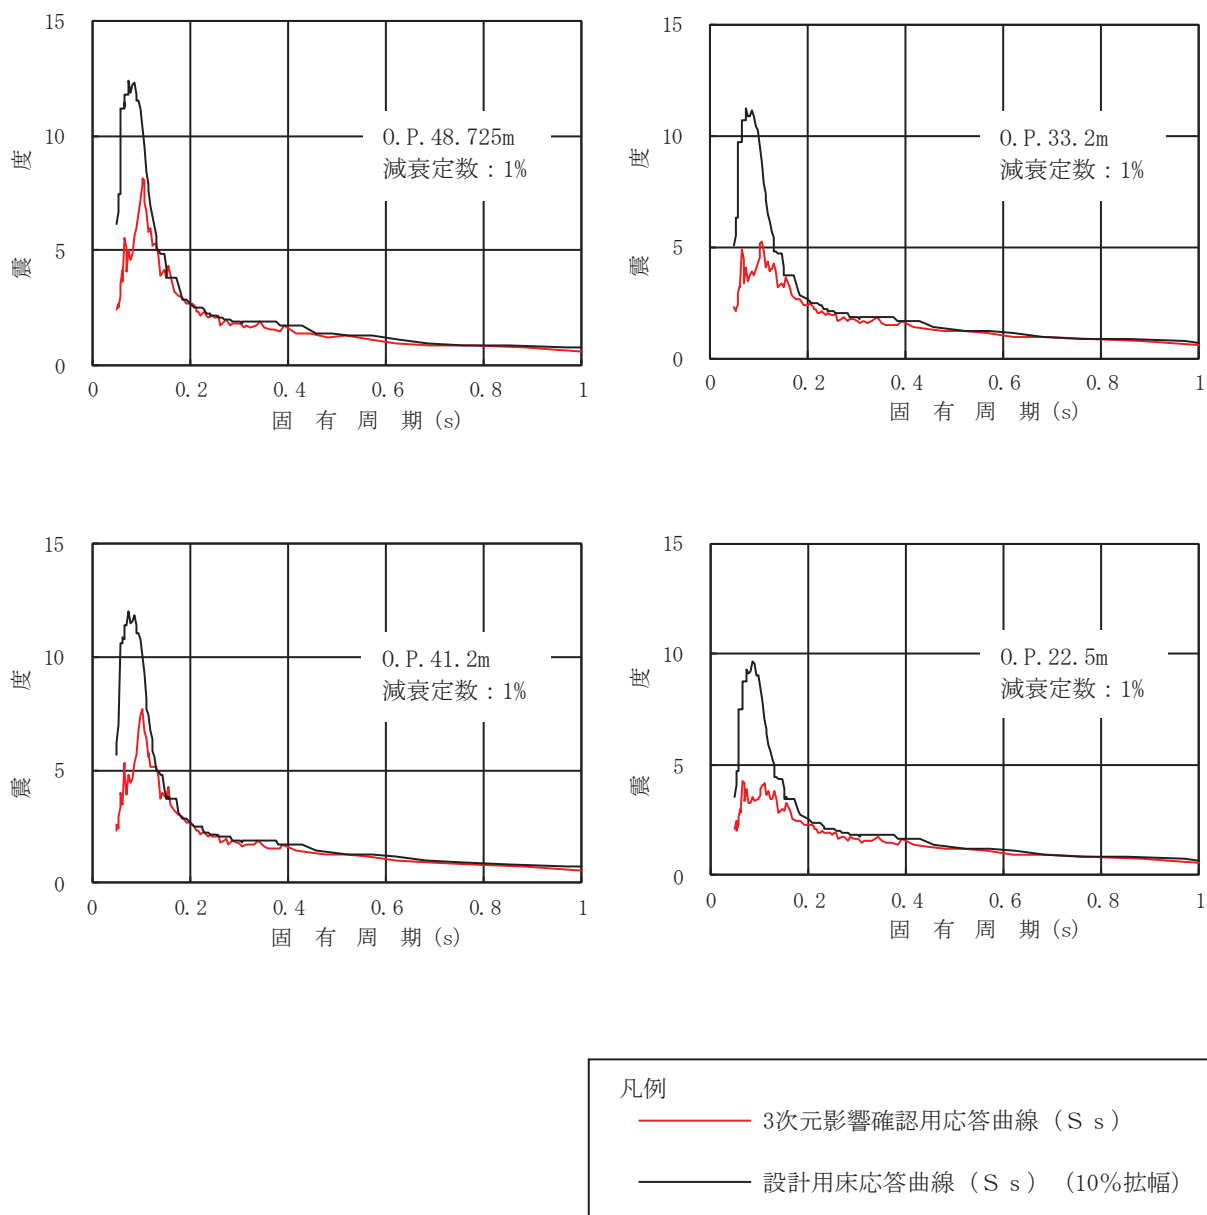 15
10
5
0
度
震
O.P.48.725m
減衰定数：1%
0 0.2 0.4 0.6 0.8 1
固有周期(s)
15
10
5
0
度
震
O.P.33.2m
減衰定数：1%
0 0.2 0.4 0.6 0.8 1
固有周期(s)
15
10
5
0
度
震
O.P.41.2m
減衰定数：1%
0 0.2 0.4 0.6 0.8 1
固有周期(s)
15
10
5
0
度
震
O.P.22.5m
減衰定数：1%
0 0.2 0.4 0.6 0.8 1
固有周期(s)
凡例
3次元影響確認用応答曲線（Ｓｓ）
設計用床応答曲線（Ｓｓ）（10％拡幅）